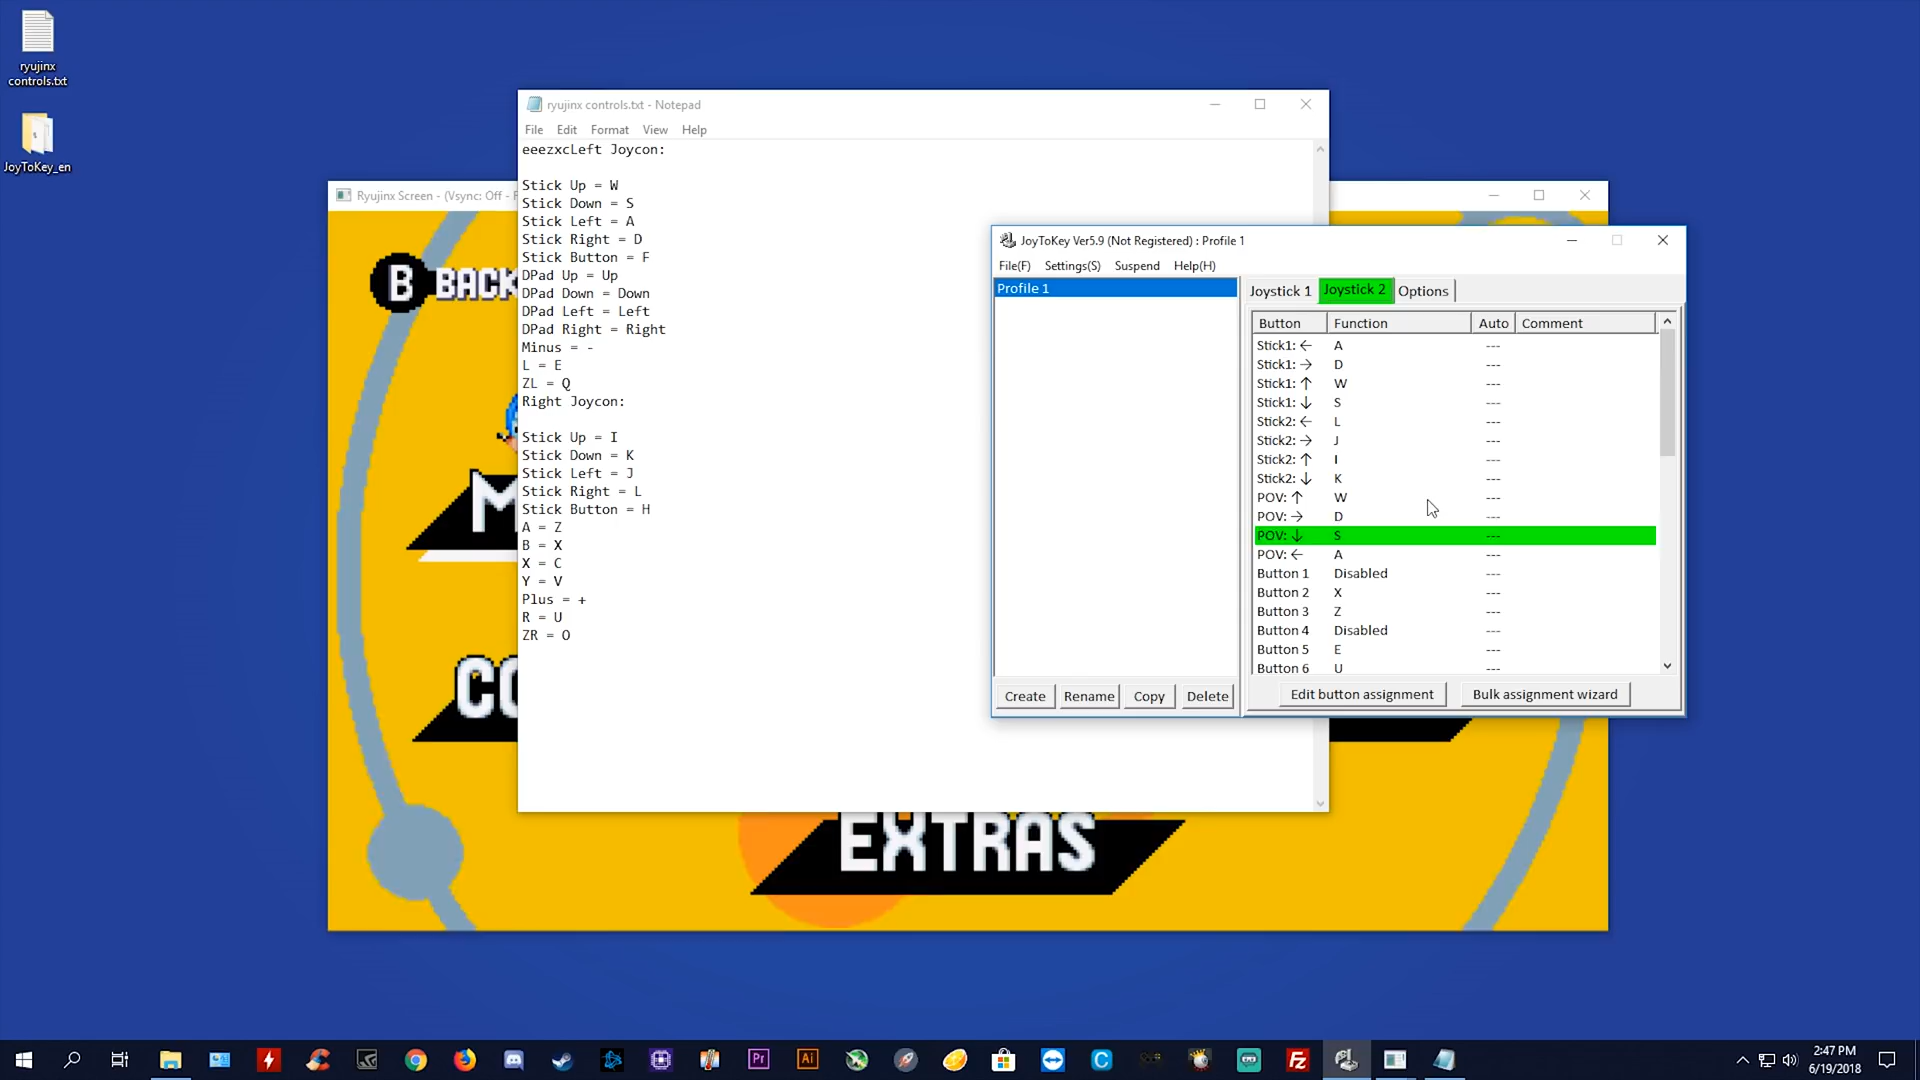 ryujinx
controls.txt
JoyToKey_en
ryujinx controls.txt - Notepad
File Edit Format View Help
eeezxcLeft Joycon:
Stick Up = W
Stick Down = S
Stick Left = A
Stick Right = D
Stick Button = F
DPad Up = Up
DPad Down = Down
DPad Left = Left
DPad Right = Right
Minus = -
L = E
ZL = Q
Right Joycon:
Stick Up = I
Stick Down = K
Stick Left = J
Stick Right = L
Stick Button = H
A = Z
B = X
X = C
Y = V
Plus = +
R = U
ZR = O
Ryujinx Screen - (Vsync: Off -
B BACK
M
CO
EXTRAS
JoyToKey Ver5.9 (Not Registered) : Profile 1
File(F) Settings(S) Suspend Help(H)
Profile 1
Create Rename Copy Delete
Joystick 1 Joystick 2 Options
Button Function Auto Comment
Stick1: ← A ---
Stick1: → D ---
Stick1: ↑ W ---
Stick1: ↓ S ---
Stick2: ← L ---
Stick2: → J ---
Stick2: ↑ I ---
Stick2: ↓ K ---
POV: ↑ W ---
POV: → D ---
POV: ↓ S ---
POV: ← A ---
Button 1 Disabled ---
Button 2 X ---
Button 3 Z ---
Button 4 Disabled ---
Button 5 E ---
Button 6 U ---
Edit button assignment Bulk assignment wizard
Pr Ai C Fz
2:47 PM
6/19/2018